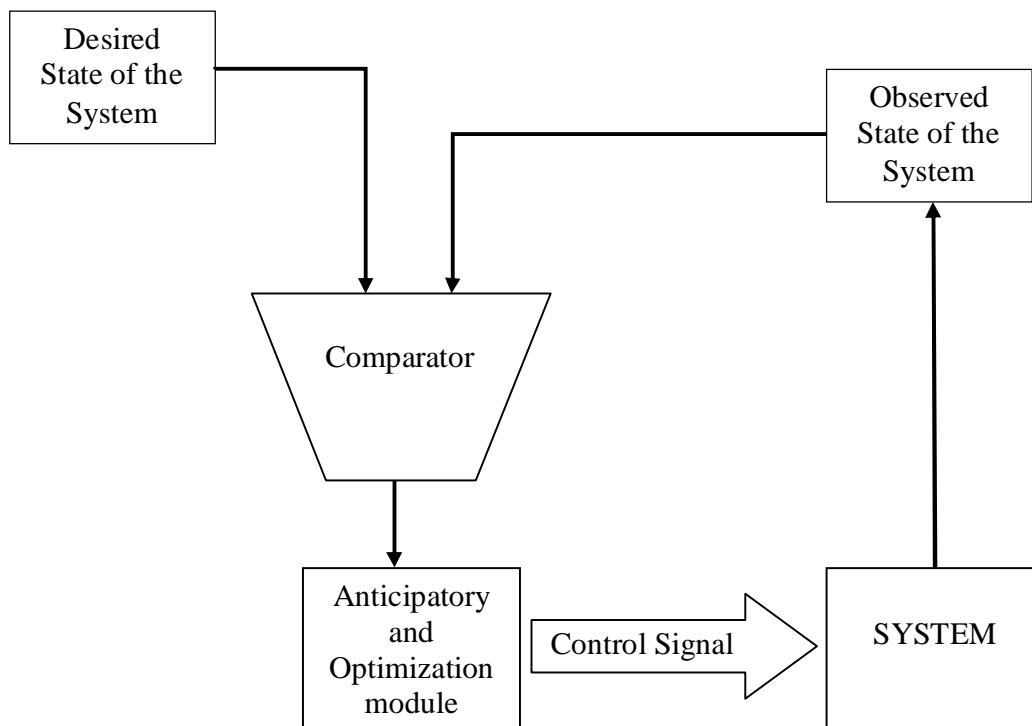 Desired
State of the
System
Observed
State of the
System
Comparator
Anticipatory
and
Optimization
module
Control Signal
SYSTEM